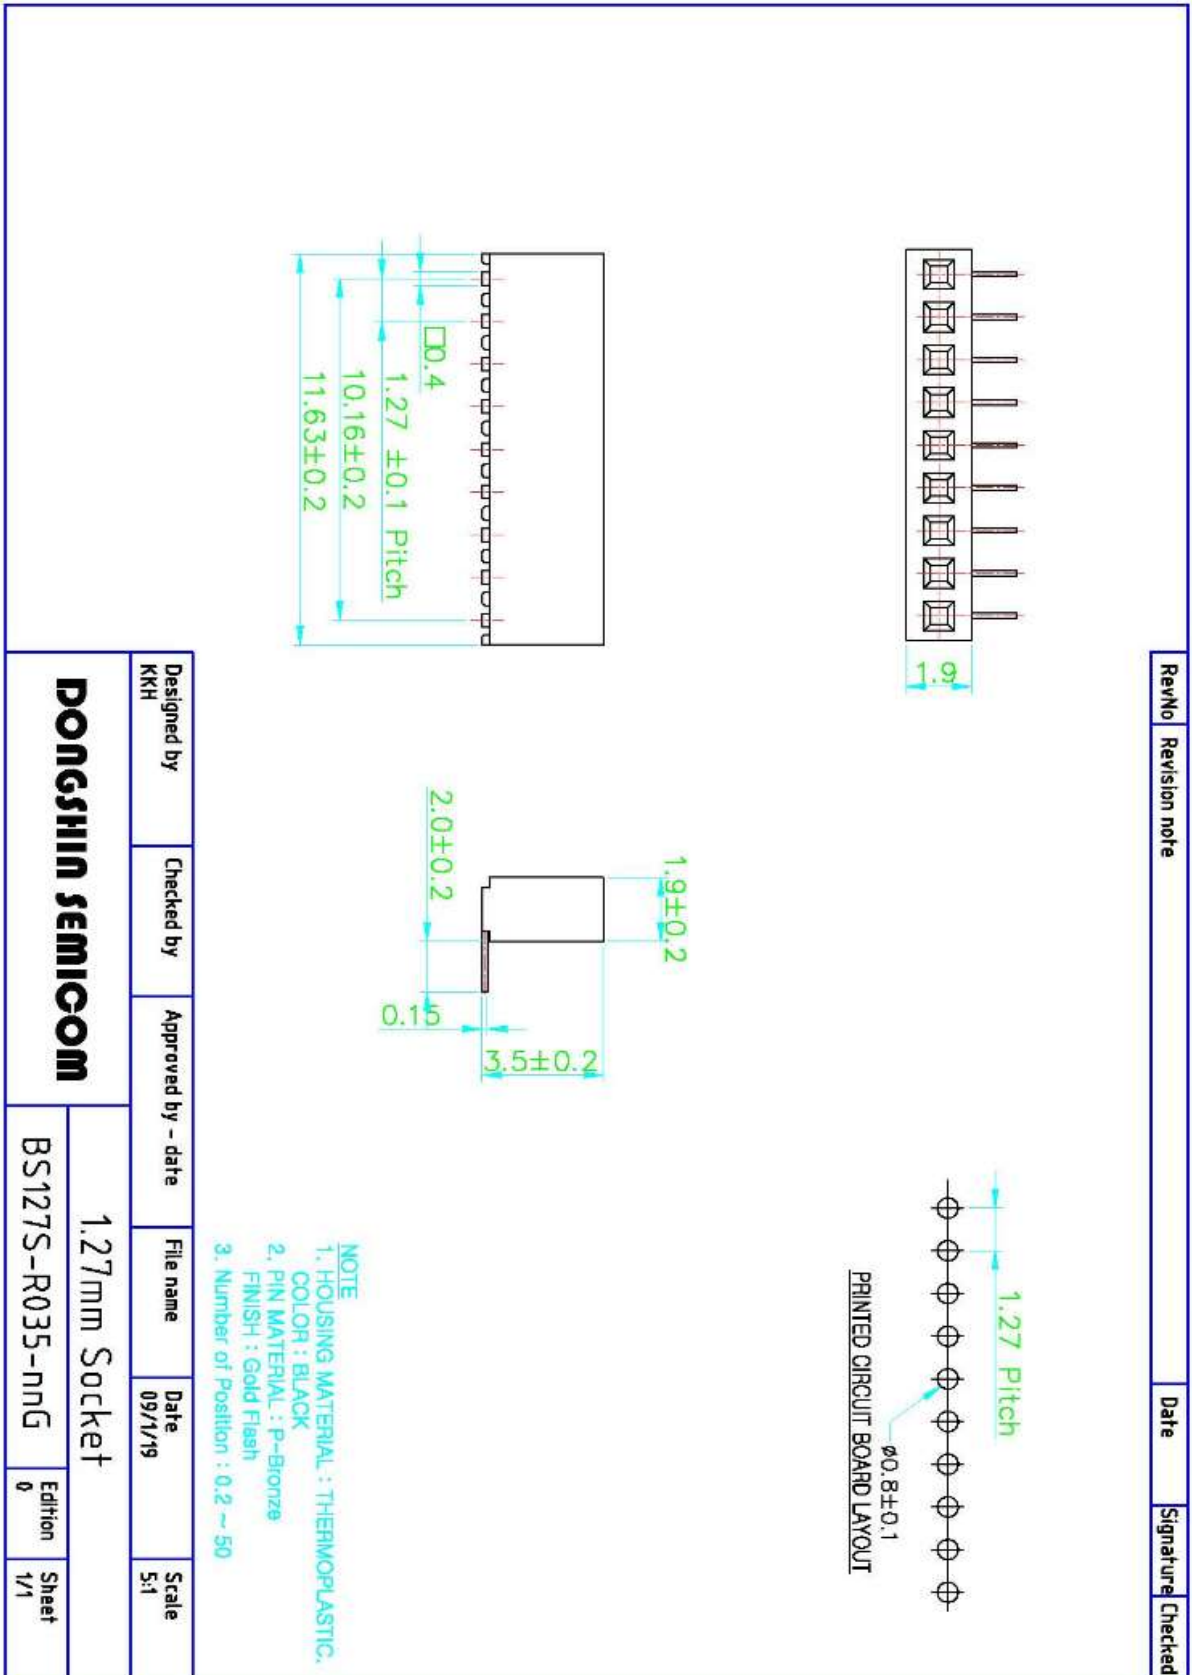 RevNo
Revision note
Date
Signature
Checked
1.9
1.27 Pitch
ø0.8±0.1
PRINTED CIRCUIT BOARD LAYOUT
□0.4
1.27 ±0.1 Pitch
10.16±0.2
11.63±0.2
1.9±0.2
2.0±0.2
0.15
3.5±0.2
NOTE
1. HOUSING MATERIAL : THERMOPLASTIC.
COLOR : BLACK
2. PIN MATERIAL : P-Bronze
FINISH : Gold Flash
3. Number of Position : 0.2 ~ 50
Designed by
KKH
Checked by
Approved by - date
File name
Date
09/1/19
Scale
5:1
DONGSHIN SEMICOM
1.27mm Socket
BS127S-R035-nnG
Edition
0
Sheet
1/1